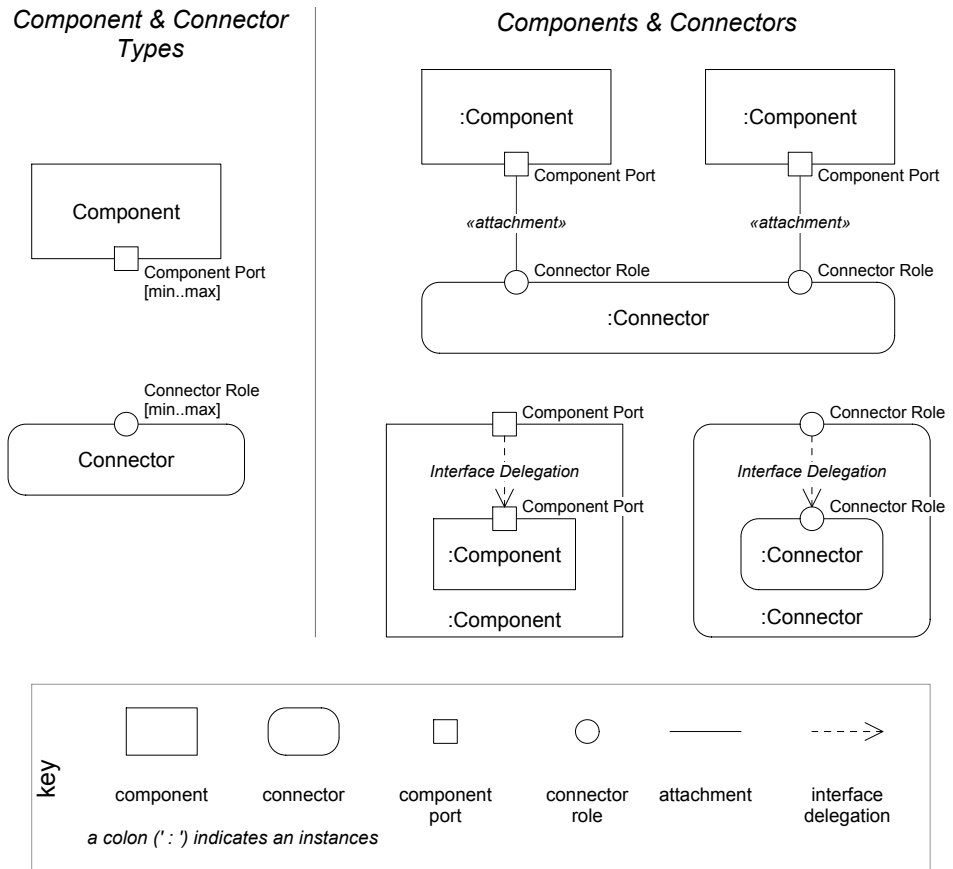 Component & Connector
Types
Component
Component Port
[min..max]
Connector Role
[min..max]
Connector
Components & Connectors
:Component
:Component
Component Port
Component Port
«attachment»
«attachment»
Connector Role
Connector Role
:Connector
Component Port
Interface Delegation
Component Port
:Component
:Component
Connector Role
Interface Delegation
Connector Role
:Connector
:Connector
key
component
connector
component
port
connector
role
attachment
interface
delegation
a colon (' : ') indicates an instances